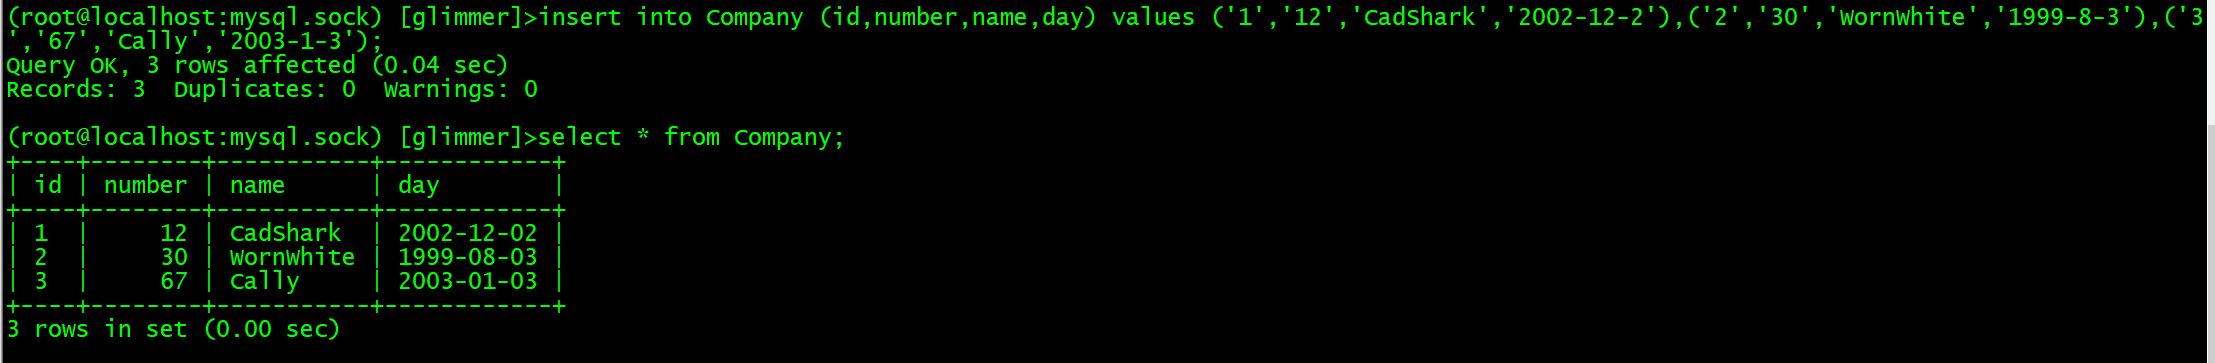 (root@localhost:mysql.sock) [glimmer]>insert into Company (id,number,name,day) values ('1','12','CadShark','2002-12-2'),('2','30','WornWhite','1999-8-3'),('3
','67','Cally','2003-1-3');
Query OK, 3 rows affected (0.04 sec)
Records: 3  Duplicates: 0  Warnings: 0

(root@localhost:mysql.sock) [glimmer]>select * from Company;
+----+--------+-----------+------------+
| id | number | name      | day        |
+----+--------+-----------+------------+
| 1  |     12 | CadShark  | 2002-12-02 |
| 2  |     30 | WornWhite | 1999-08-03 |
| 3  |     67 | Cally     | 2003-01-03 |
+----+--------+-----------+------------+
3 rows in set (0.00 sec)